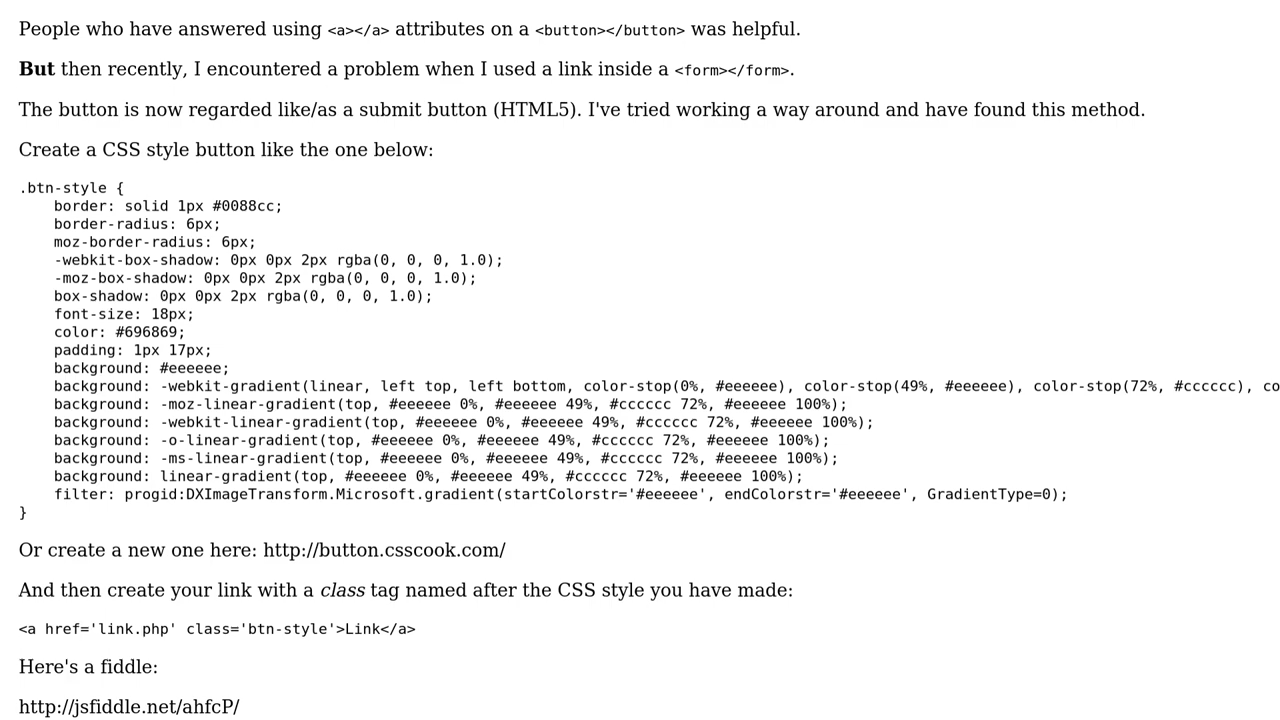 People who have answered using <a></a> attributes on a <button></button> was helpful.
But then recently, I encountered a problem when I used a link inside a <form></form>.
The button is now regarded like/as a submit button (HTML5). I've tried working a way around and have found this method.
Create a CSS style button like the one below:
.btn-style {
    border: solid 1px #0088cc;
    border-radius: 6px;
    moz-border-radius: 6px;
    -webkit-box-shadow: 0px 0px 2px rgba(0, 0, 0, 1.0);
    -moz-box-shadow: 0px 0px 2px rgba(0, 0, 0, 1.0);
    box-shadow: 0px 0px 2px rgba(0, 0, 0, 1.0);
    font-size: 18px;
    color: #696869;
    padding: 1px 17px;
    background: #eeeeee;
    background: -webkit-gradient(linear, left top, left bottom, color-stop(0%, #eeeeee), color-stop(49%, #eeeeee), color-stop(72%, #cccccc), co
    background: -moz-linear-gradient(top, #eeeeee 0%, #eeeeee 49%, #cccccc 72%, #eeeeee 100%);
    background: -webkit-linear-gradient(top, #eeeeee 0%, #eeeeee 49%, #cccccc 72%, #eeeeee 100%);
    background: -o-linear-gradient(top, #eeeeee 0%, #eeeeee 49%, #cccccc 72%, #eeeeee 100%);
    background: -ms-linear-gradient(top, #eeeeee 0%, #eeeeee 49%, #cccccc 72%, #eeeeee 100%);
    background: linear-gradient(top, #eeeeee 0%, #eeeeee 49%, #cccccc 72%, #eeeeee 100%);
    filter: progid:DXImageTransform.Microsoft.gradient(startColorstr='#eeeeee', endColorstr='#eeeeee', GradientType=0);
}
Or create a new one here: http://button.csscook.com/
And then create your link with a class tag named after the CSS style you have made:
<a href='link.php' class='btn-style'>Link</a>
Here's a fiddle:
http://jsfiddle.net/ahfcP/